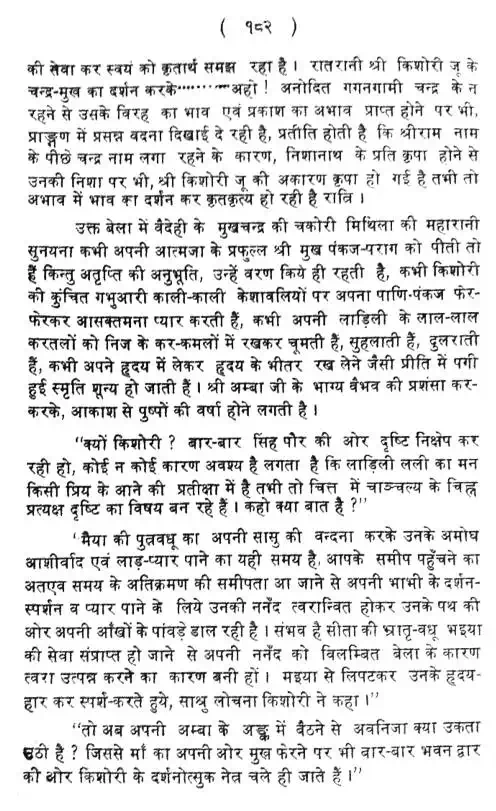 ( १८२ )
की सेवा कर स्वयं को कृतार्थ समझ रहा है। रातरानी श्री किशोरी जू के
चन्द्र-मुख का दर्शन करके··········अहो ! अनोदित गगनगामी चन्द्र के न
रहने से उसके विरह का भाव एवं प्रकाश का अभाव प्राप्त होने पर भी,
प्राङ्गण में प्रसन्न वदना दिखाई दे रही है, प्रतीति होती है कि श्रीराम नाम
के पीछे चन्द्र नाम लगा रहने के कारण, निशानाथ के प्रति कृपा होने से
उनकी निशा पर भी, श्री किशोरी जू की अकारण कृपा हो गई है तभी तो
अभाव में भाव का दर्शन कर कृतकृत्य हो रही है रात्रि ।
उक्त बेला में वैदेही के मुखचन्द्र की चकोरी मिथिला की महारानी
सुनयना कभी अपनी आत्मजा के प्रफुल्ल श्री मुख पंकज-पराग को पीती तो
हैं किन्तु अतृप्ति की अनुभूति, उन्हें वरण किये ही रहती है, कभी किशोरी
की कुंचित गभुआरी काली-काली केशावलियों पर अपना पाणि-पंकज फेर-
फेरकर आसक्तमना प्यार करती हैं, कभी अपनी लाड़िली के लाल-लाल
करतलों को निज के कर-कमलों में रखकर चूमती हैं, सुहलाती हैं, दुलराती
हैं, कभी अपने हृदय में लेकर हृदय के भीतर रख लेने जैसी प्रीति में पगी
हुई स्मृति शून्य हो जाती हैं । श्री अम्बा जी के भाग्य वैभव की प्रशंसा कर-
करके, आकाश से पुष्पों की वर्षा होने लगती है ।
"क्यों किशोरी ? बार-बार सिंह पौर की ओर दृष्टि निक्षेप कर
रही हो, कोई न कोई कारण अवश्य है लगता है कि लाड़िली लली का मन
किसी प्रिय के आने की प्रतीक्षा में है तभी तो चित्त में चाञ्चल्य के चिह्न
प्रत्यक्ष दृष्टि का विषय बन रहे हैं । कहो क्या बात है ?"
"मैया की पुत्रवधू का अपनी सासु की वन्दना करके उनके अमोघ
आशीर्वाद एवं लाड़-प्यार पाने का यही समय है, आपके समीप पहुँचने का
अतएव समय के अतिक्रमण की समीपता आ जाने से अपनी भाभी के दर्शन-
स्पर्शन व प्यार पाने के लिये उनकी ननँद त्वरान्वित होकर उनके पथ की
ओर अपनी आँखों के पांवड़े डाल रही है । संभव है सीता की भ्रातृ-वधू भइया
की सेवा संप्राप्त हो जाने से अपनी ननँद को विलम्बित बेला के कारण
त्वरा उत्पन्न करने का कारण बनी हों । मइया से लिपटकर उनके हृदय-
हार कर स्पर्श-करते हुये, साश्रु लोचना किशोरी ने कहा ।"
"तो अब अपनी अम्बा के अङ्क में बैठने से अवनिजा क्या उकता
उठी है ? जिससे माँ का अपनी ओर मुख फेरने पर भी बार-बार भवन द्वार
की ओर किशोरी के दर्शनोत्सुक नेत्र चले ही जाते हैं ।"